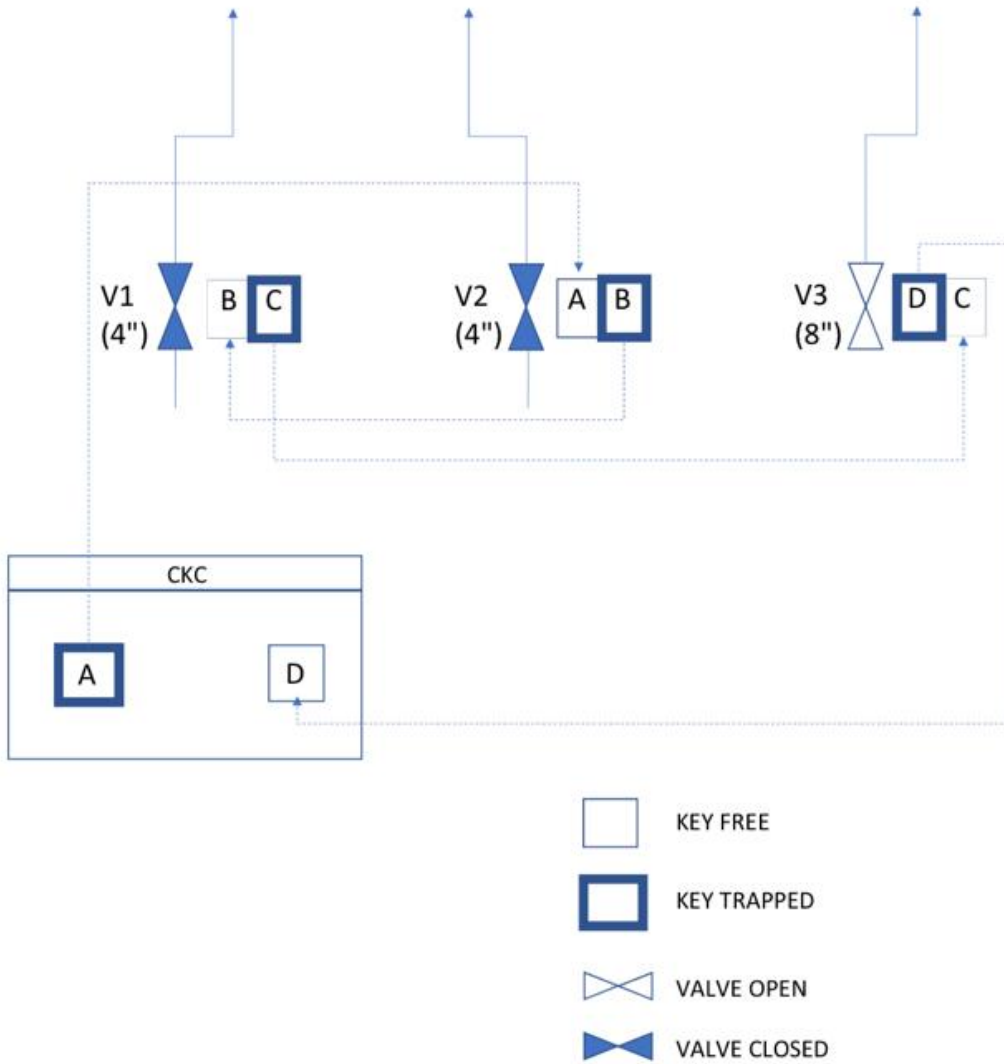 V1
(4")
B
C
V2
(4")
A
B
V3
(8")
D
C
CKC
A
D
KEY FREE
KEY TRAPPED
VALVE OPEN
VALVE CLOSED